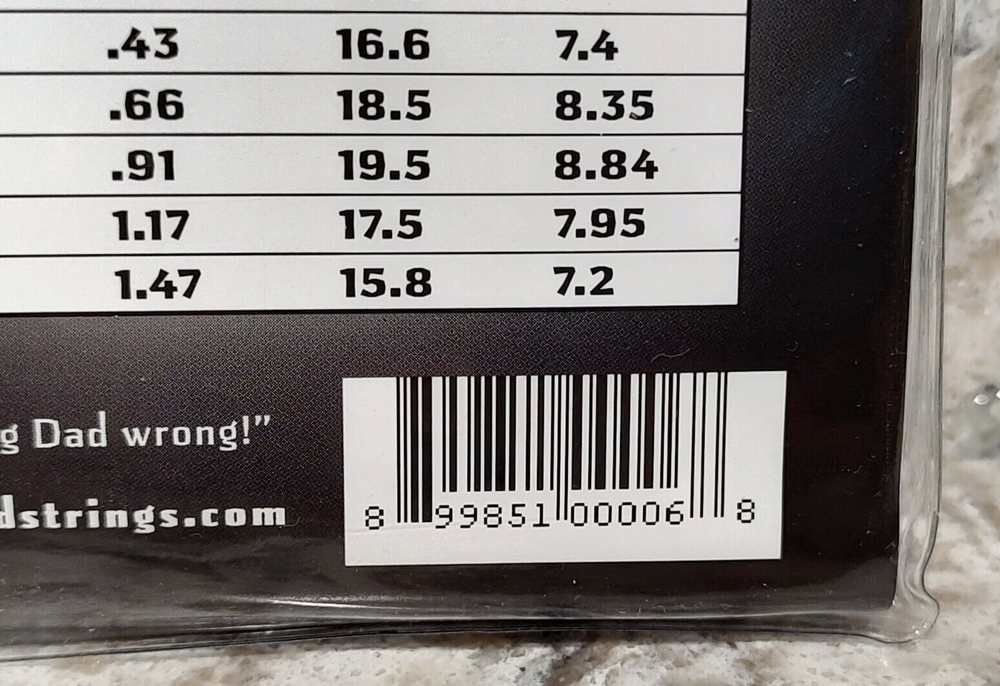 .43 16.6 7.4
.66 18.5 8.35
.91 19.5 8.84
1.17 17.5 7.95
1.47 15.8 7.2
g Dad wrong!”
dstrings.com
8 99851 00006 8